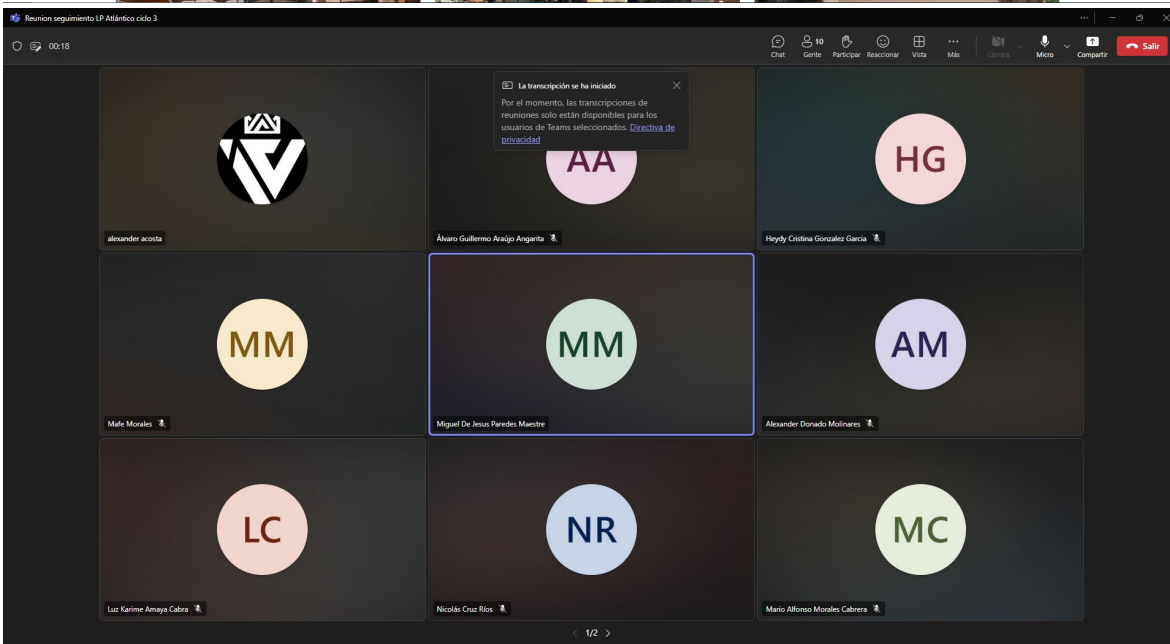 Reunion seguimiento LP Atlántico ciclo 3
00:18
Chat
10
Gente
Participar
Reaccionar
Vista
Más
Cámara
Micro
Compartir
Salir
La transcripción se ha iniciado
Por el momento, las transcripciones de
reuniones solo están disponibles para los
usuarios de Teams seleccionados. Directiva de
privacidad
AA
HG
alexander acosta
Álvaro Guillermo Araújo Angarita
Heydy Cristina Gonzalez Garcia
MM
MM
AM
Mafe Morales
Miguel De Jesus Paredes Maestre
Alexander Donado Molinares
LC
NR
MC
Luz Karime Amaya Cabra
Nicolás Cruz Ríos
Mario Alfonso Morales Cabrera
1/2